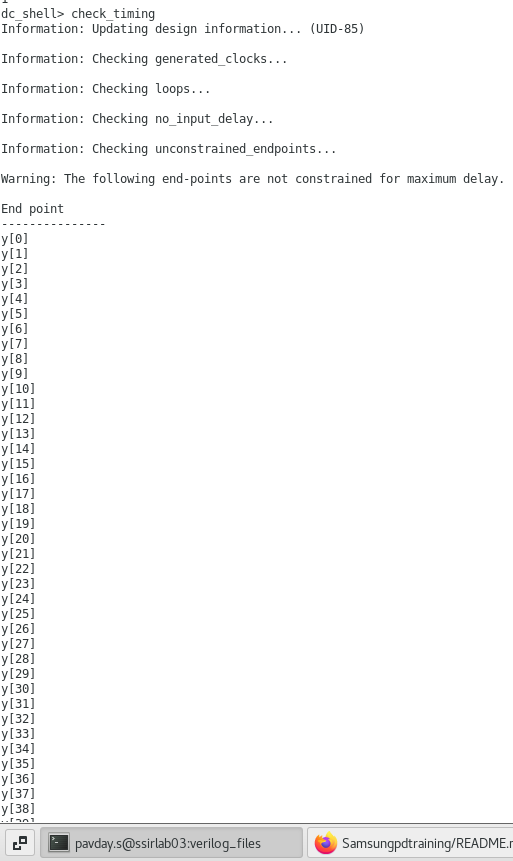 dc_shell> check_timing
Information: Updating design information... (UID-85)
Information: Checking generated_clocks...
Information: Checking loops...
Information: Checking no_input_delay...
Information: Checking unconstrained_endpoints...
Warning: The following end-points are not constrained for maximum delay.
End point
---------------
y[0]
y[1]
y[2]
y[3]
y[4]
y[5]
y[6]
y[7]
y[8]
y[9]
y[10]
y[11]
y[12]
y[13]
y[14]
y[15]
y[16]
y[17]
y[18]
y[19]
y[20]
y[21]
y[22]
y[23]
y[24]
y[25]
y[26]
y[27]
y[28]
y[29]
y[30]
y[31]
y[32]
y[33]
y[34]
y[35]
y[36]
y[37]
y[38]
pavday.s@ssirlab03:verilog_files
Samsungpdtraining/README.m